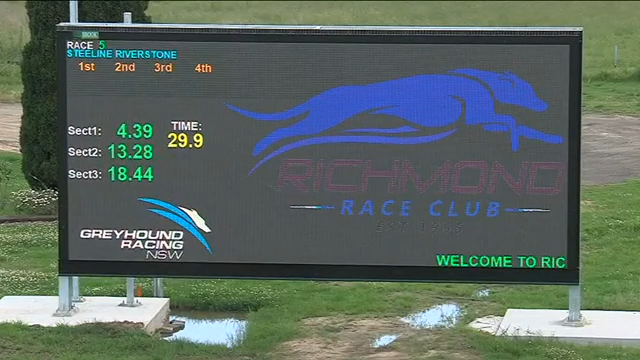 RACE 5
STEELINE RIVERSTONE
1st 2nd 3rd 4th
Sect1: 4.39
Sect2: 13.28
Sect3: 18.44
TIME:
29.9
RICHMOND
RACE CLUB
GREYHOUND
RACING
NSW
WELCOME TO RIC